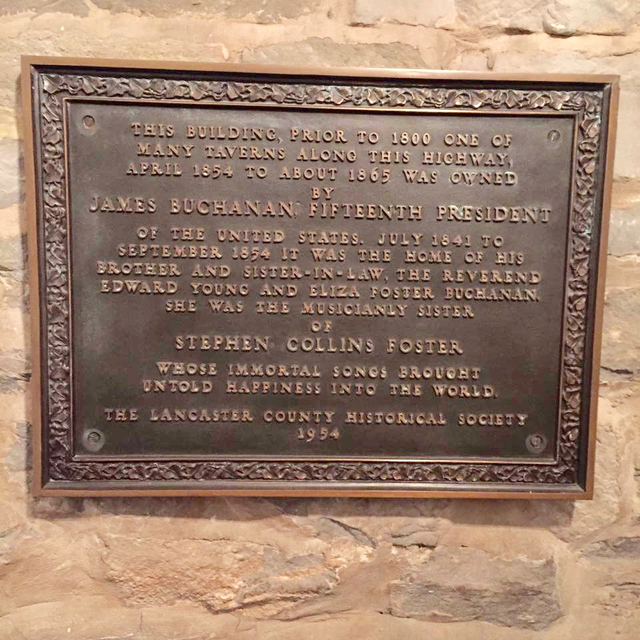 THIS BUILDING, PRIOR TO 1800 ONE OF
MANY TAVERNS ALONG THIS HIGHWAY,
APRIL 1854 TO ABOUT 1865 WAS OWNED
BY
JAMES BUCHANAN, FIFTEENTH PRESIDENT
OF THE UNITED STATES. JULY 1841 TO
SEPTEMBER 1854 IT WAS THE HOME OF HIS
BROTHER AND SISTER-IN-LAW, THE REVEREND
EDWARD YOUNG AND ELIZA FOSTER BUCHANAN.
SHE WAS THE MUSICIANLY SISTER
OF
STEPHEN COLLINS FOSTER
WHOSE IMMORTAL SONGS BROUGHT
UNTOLD HAPPINESS INTO THE WORLD.
THE LANCASTER COUNTY HISTORICAL SOCIETY
1954